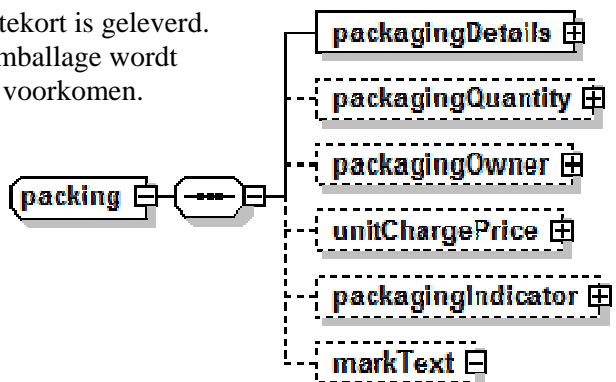 tekort is geleverd.
mballage wordt
voorkomen.
packagingDetails
packagingQuantity
packagingOwner
packing
unitChargePrice
packagingIndicator
markText